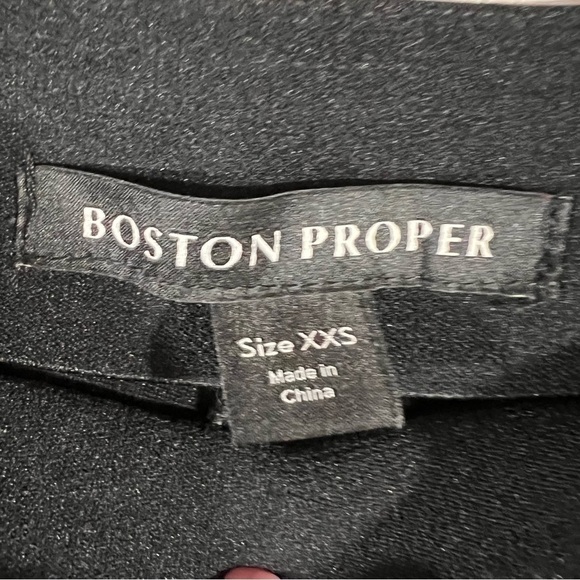 BOSTON PROPER
Size XXS
Made in
China